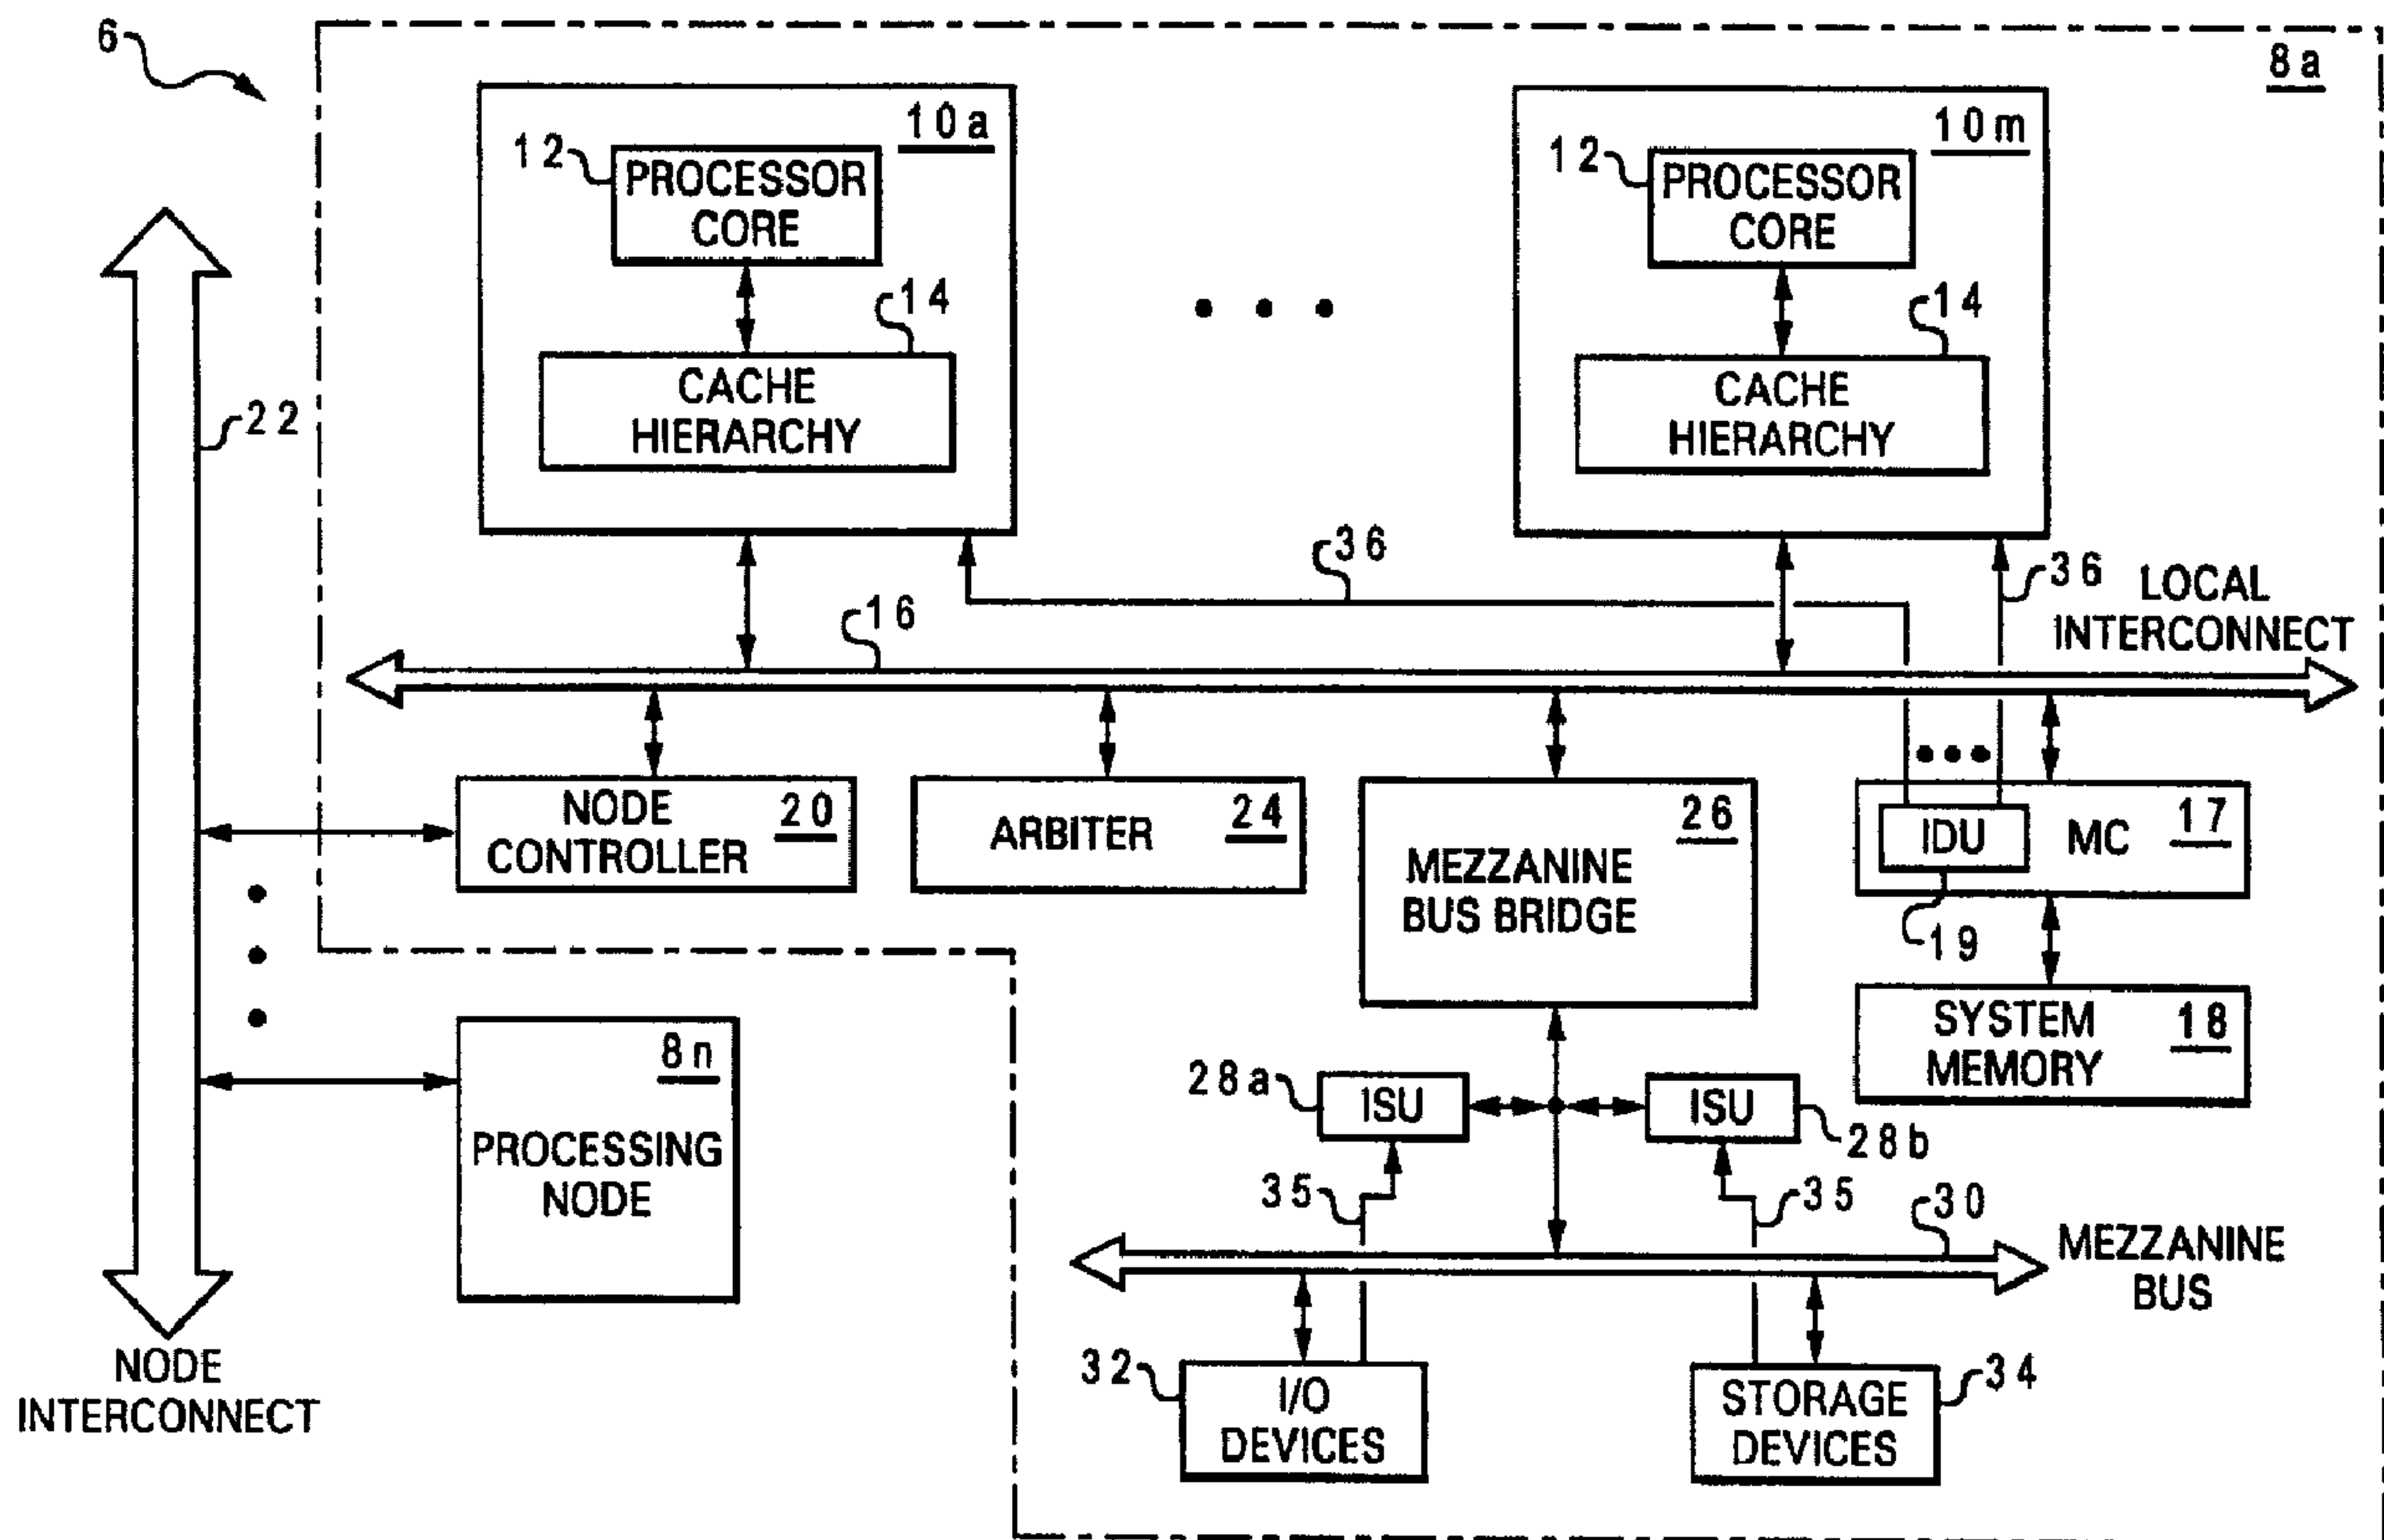 6
8a
10a
12
PROCESSOR
CORE
14
CACHE
HIERARCHY
10m
12
PROCESSOR
CORE
14
CACHE
HIERARCHY
22
36
36
16
LOCAL
INTERCONNECT
NODE
CONTROLLER
20
ARBITER
24
MEZZANINE
BUS BRIDGE
26
IDU
MC
17
19
SYSTEM
MEMORY
18
8n
PROCESSING
NODE
28a
ISU
ISU
28b
35
35
30
MEZZANINE
BUS
NODE
INTERCONNECT
32
I/O
DEVICES
STORAGE
DEVICES
34